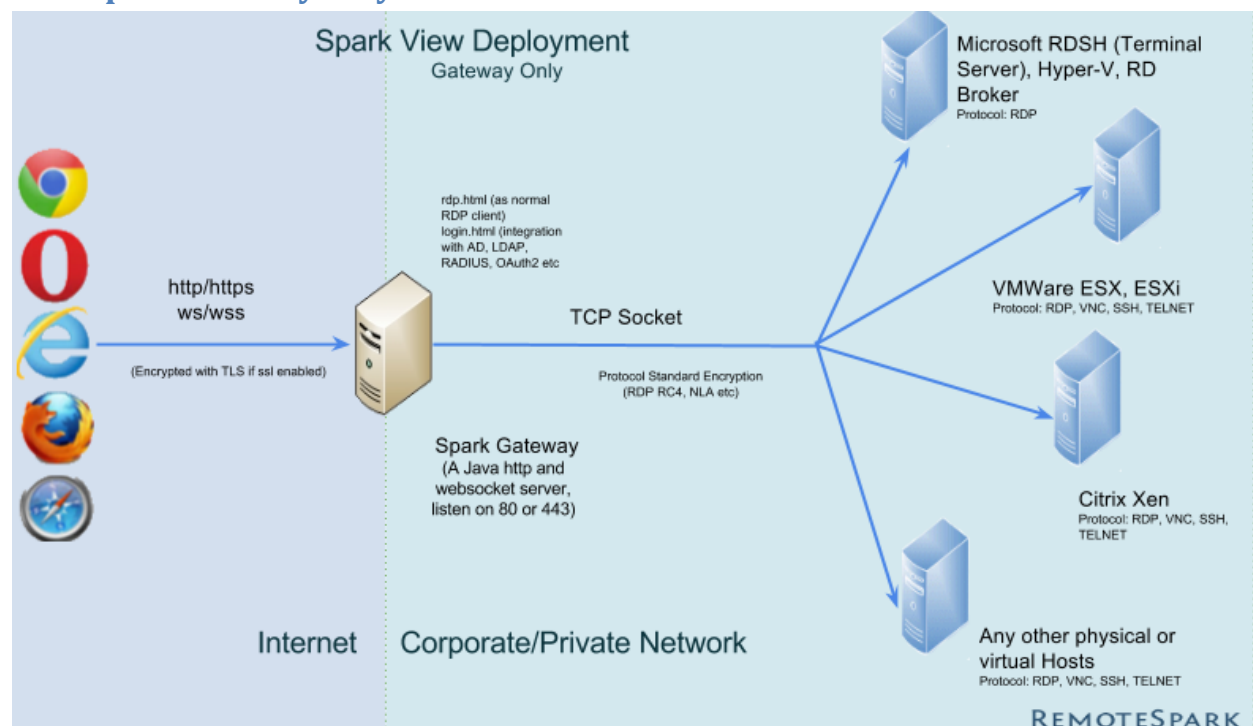 Spark View Deployment
Gateway Only
Microsoft RDSH (Terminal
Server), Hyper-V, RD
Broker
Protocol: RDP
rdp.html (as normal
RDP client)
login.html (integration
with AD, LDAP,
RADIUS, OAuth2 etc
http/https
ws/wss
(Encrypted with TLS if ssl enabled)
TCP Socket
Protocol Standard Encryption
(RDP RC4, NLA etc)
VMWare ESX, ESXi
Protocol: RDP, VNC, SSH, TELNET
Spark Gateway
(A Java http and
websocket server,
listen on 80 or 443)
Citrix Xen
Protocol: RDP, VNC, SSH,
TELNET
Internet
Corporate/Private Network
Any other physical or
virtual Hosts
Protocol: RDP, VNC, SSH, TELNET
REMOTESPARK